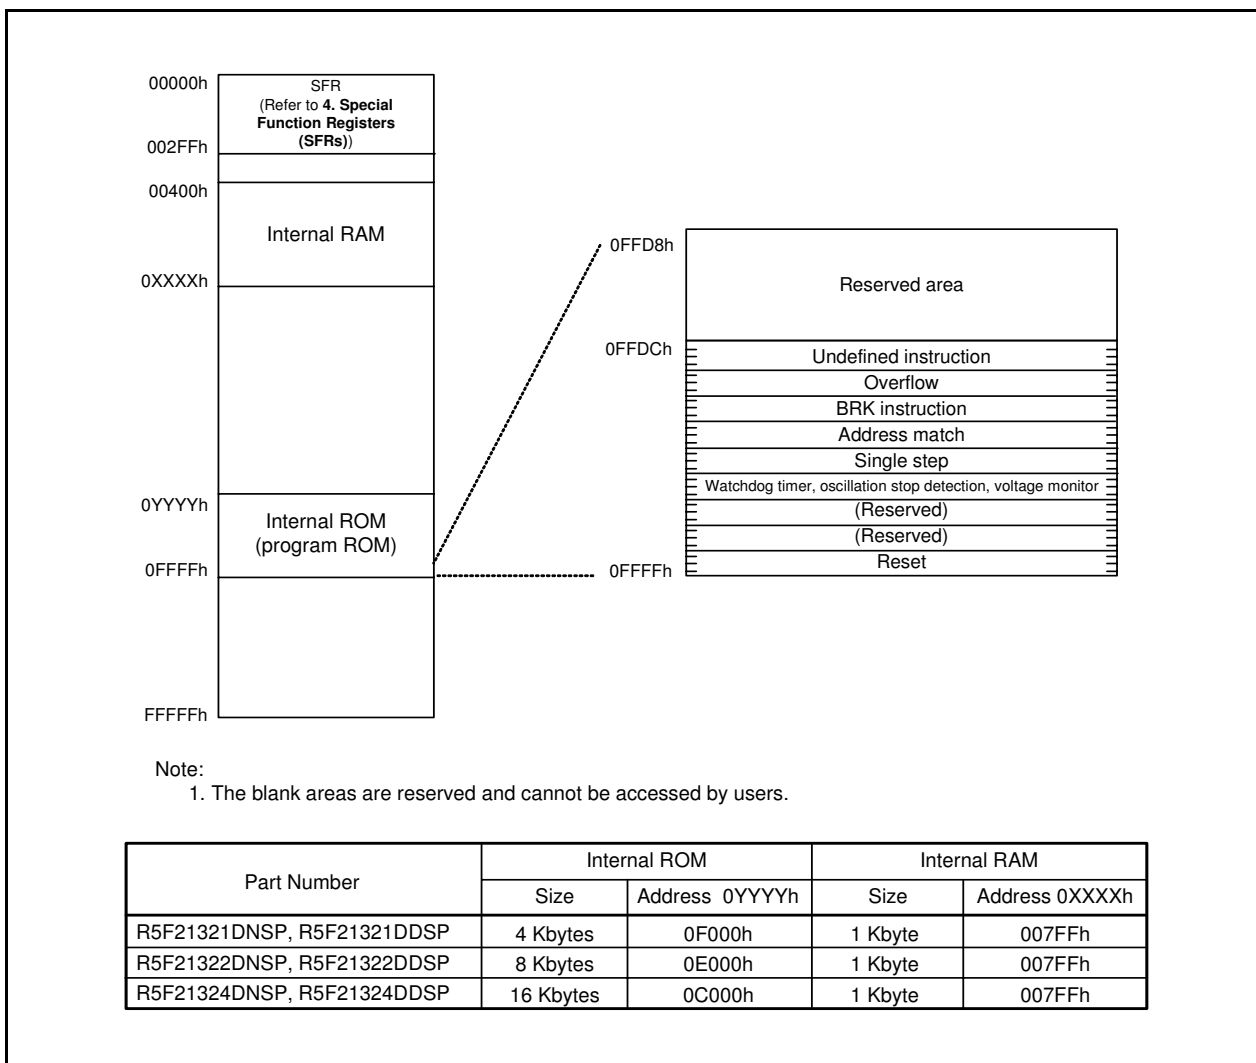 00000h
SFR
(Refer to 4. Special
Function Registers
(SFRs))
002FFh
00400h
Internal RAM
0XXXXh
0YYYYh
Internal ROM
(program ROM)
0FFFFh
FFFFFh
0FFD8h
Reserved area
0FFDCh
Undefined instruction
Overflow
BRK instruction
Address match
Single step
Watchdog timer, oscillation stop detection, voltage monitor
(Reserved)
(Reserved)
Reset
0FFFFh
Note:
1. The blank areas are reserved and cannot be accessed by users.
Part Number Internal ROM Internal RAM
Size Address 0YYYYh Size Address 0XXXXh
R5F21321DNSP, R5F21321DDSP 4 Kbytes 0F000h 1 Kbyte 007FFh
R5F21322DNSP, R5F21322DDSP 8 Kbytes 0E000h 1 Kbyte 007FFh
R5F21324DNSP, R5F21324DDSP 16 Kbytes 0C000h 1 Kbyte 007FFh